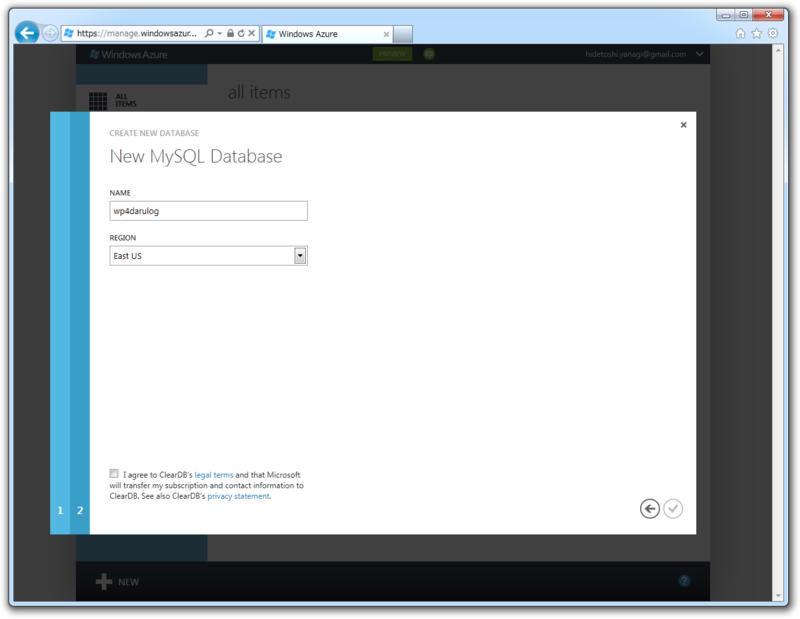 https://manage.windowsazur...
Windows Azure
Windows Azure
PREVIEW
hidetoshi.yanagi@gmail.com
ALL
ITEMS
all items
CREATE NEW DATABASE
New MySQL Database
NAME
wp4darulog
REGION
East US
I agree to ClearDB's legal terms and that Microsoft
will transfer my subscription and contact information to
ClearDB. See also ClearDB's privacy statement.
1 2
NEW
?